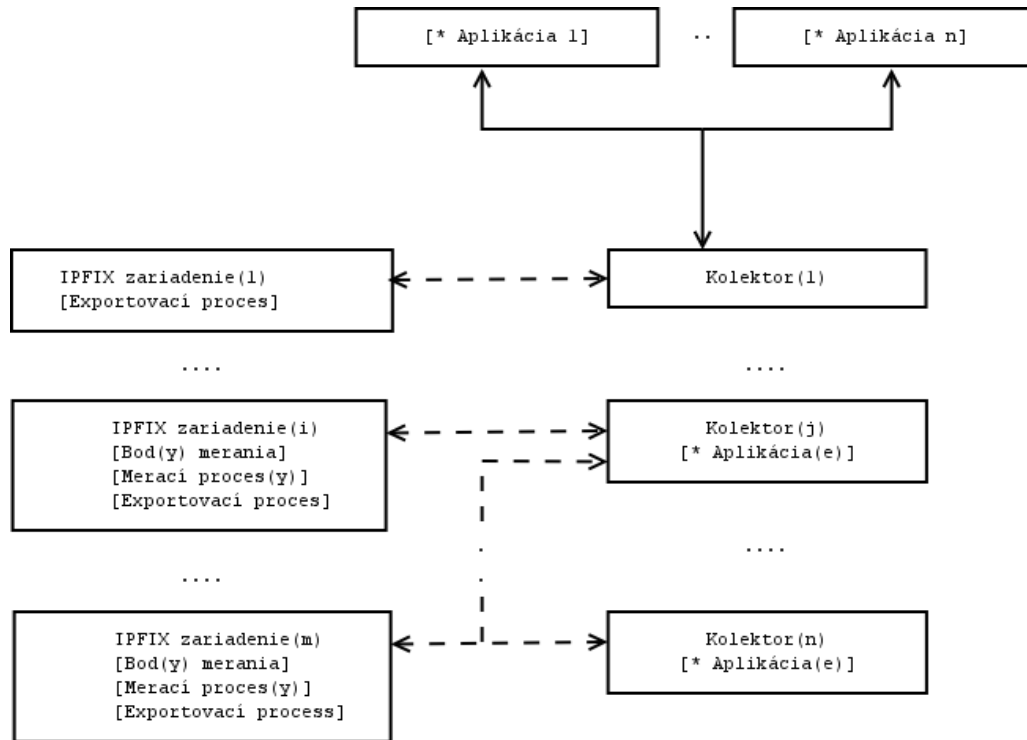 [* Aplikácia 1] .. [* Aplikácia n]
IPFIX zariadenie(1)
[Exportovací proces]
Kolektor(1)
.... ....
IPFIX zariadenie(i)
[Bod(y) merania]
[Merací proces(y)]
[Exportovací proces]
Kolektor(j)
[* Aplikácia(e)]
.... ....
IPFIX zariadenie(m)
[Bod(y) merania]
[Merací proces(y)]
[Exportovací process]
Kolektor(n)
[* Aplikácia(e)]